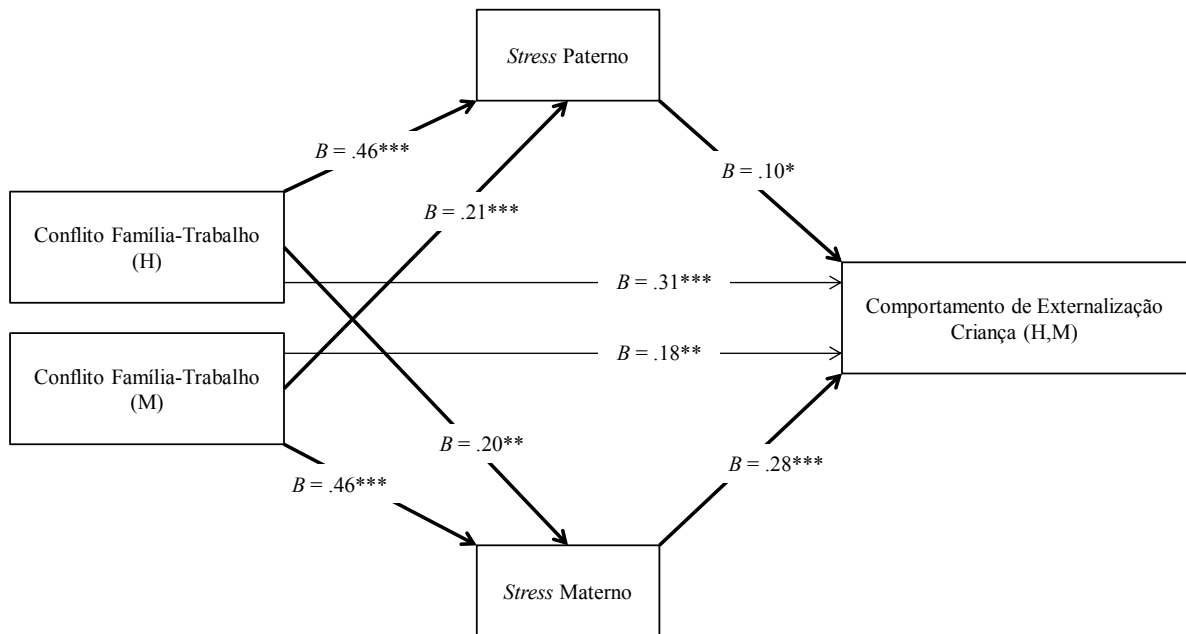 Stress Paterno
B = .46***
B = .10*
B = .21***
Conflito Família-Trabalho
(H)
B = .31***
Comportamento de Externalização
Criança (H,M)
B = .18**
Conflito Família-Trabalho
(M)
B = .20**
B = .46***
B = .28***
Stress Materno